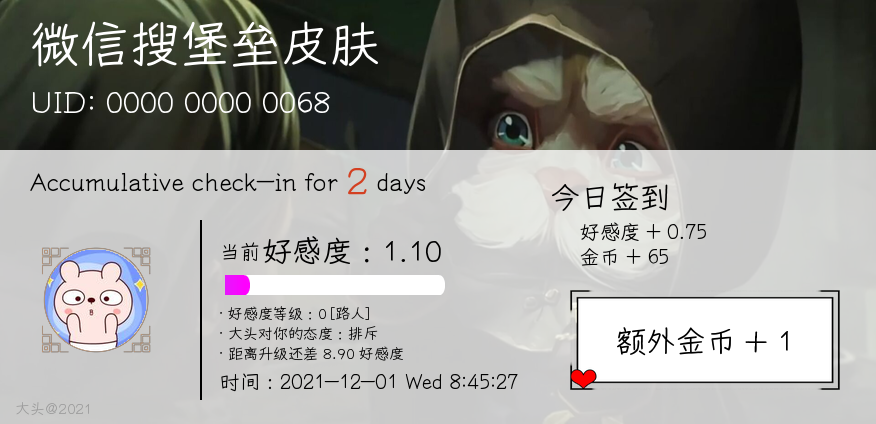 微信搜堡垒皮肤
UID: 0000 0000 0068
Accumulative check-in for 2 days
今日签到
好感度 + 0.75
金币 + 65
当前好感度：1.10
· 好感度等级：0 [路人]
· 大头对你的态度：排斥
· 距离升级还差 8.90 好感度
时间：2021-12-01 Wed 8:45:27
额外金币 + 1
大头@2021